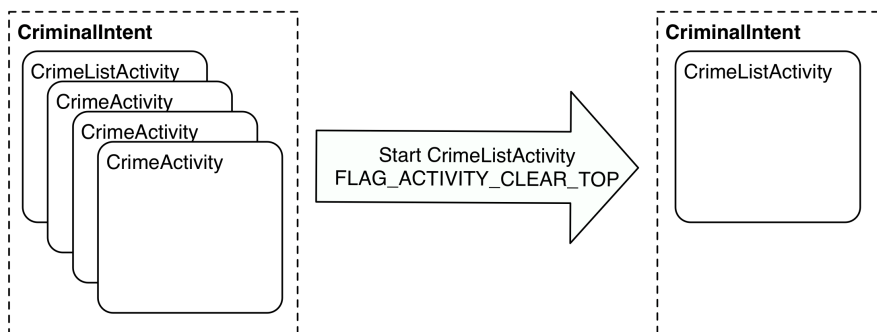 CriminalIntent
CrimeListActivity
CrimeActivity
CrimeActivity
CrimeActivity
Start CrimeListActivity
FLAG_ACTIVITY_CLEAR_TOP
CriminalIntent
CrimeListActivity